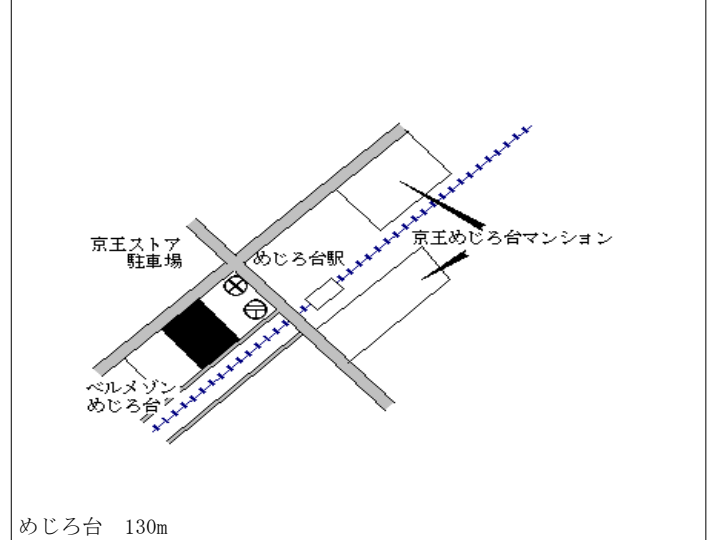 京王ストア
駐車場
めじろ台駅
京王めじろ台マンション
ベルメゾン
めじろ台
めじろ台　130m